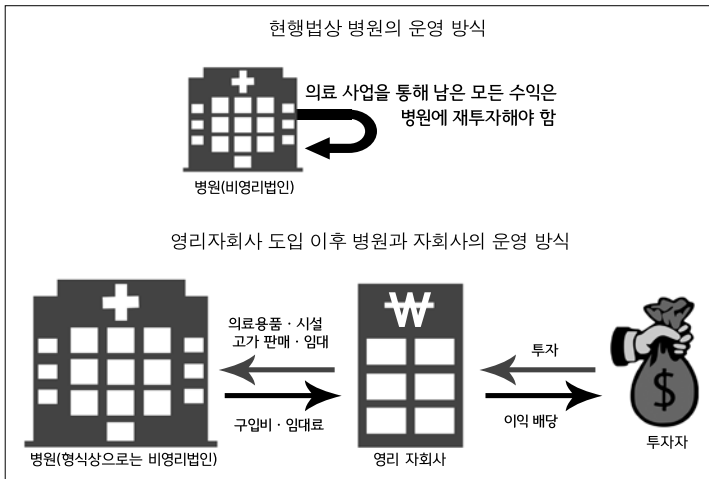 현행법상 병원의 운영 방식
의료 사업을 통해 남은 모든 수익은
병원에 재투자해야 함
병원(비영리법인)
영리자회사 도입 이후 병원과 자회사의 운영 방식
의료용품 · 시설
고가 판매 · 임대
구입비 · 임대료
병원(형식상으로는 비영리법인)
₩
영리 자회사
투자
이익 배당
$
투자자